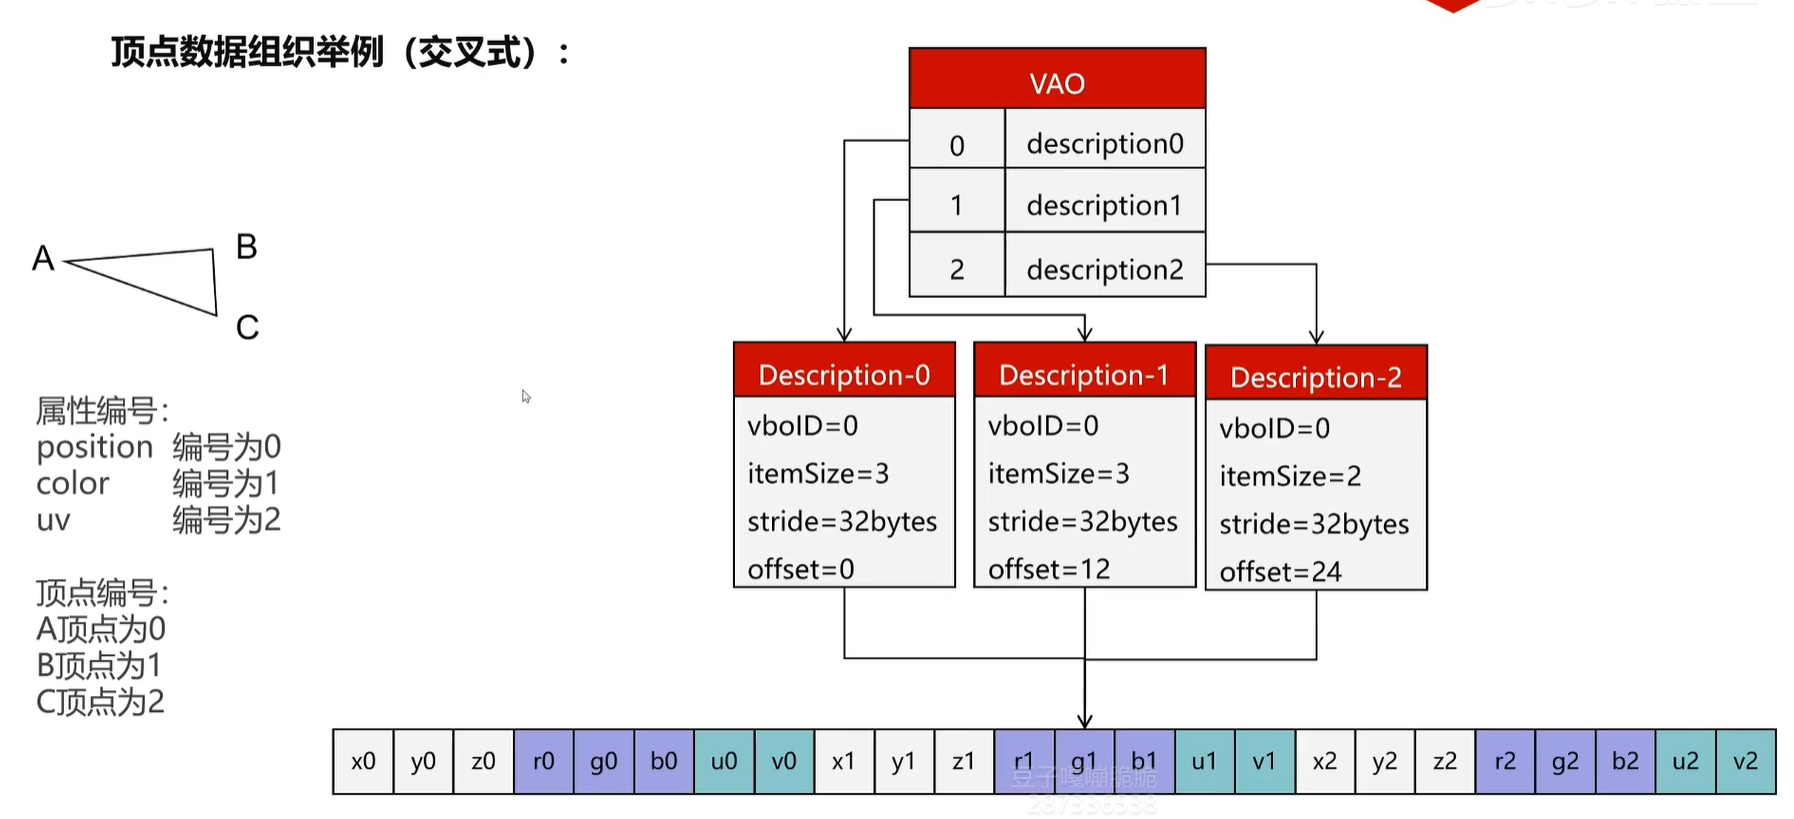 顶点数据组织举例（交叉式）：
VAO
0 description0
1 description1
2 description2
A
B
C
属性编号：
position 编号为0
color 编号为1
uv 编号为2
顶点编号：
A顶点为0
B顶点为1
C顶点为2
Description-0
vboID=0
itemSize=3
stride=32bytes
offset=0
Description-1
vboID=0
itemSize=3
stride=32bytes
offset=12
Description-2
vboID=0
itemSize=2
stride=32bytes
offset=24
x0 y0 z0 r0 g0 b0 u0 v0 x1 y1 z1 r1 g1 b1 u1 v1 x2 y2 z2 r2 g2 b2 u2 v2
豆子嘎嘣脆脆
287336538